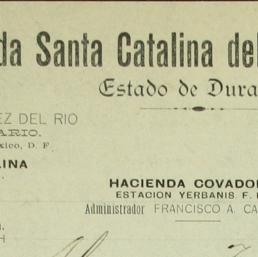 da Santa Catalina del
Estado de Dura
EZ DEL RIO
ARIO.
xico, D. F.
LINA
HACIENDA COVADO
ESTACION YERBANIS F.
Administrador FRANCISCO A. CA